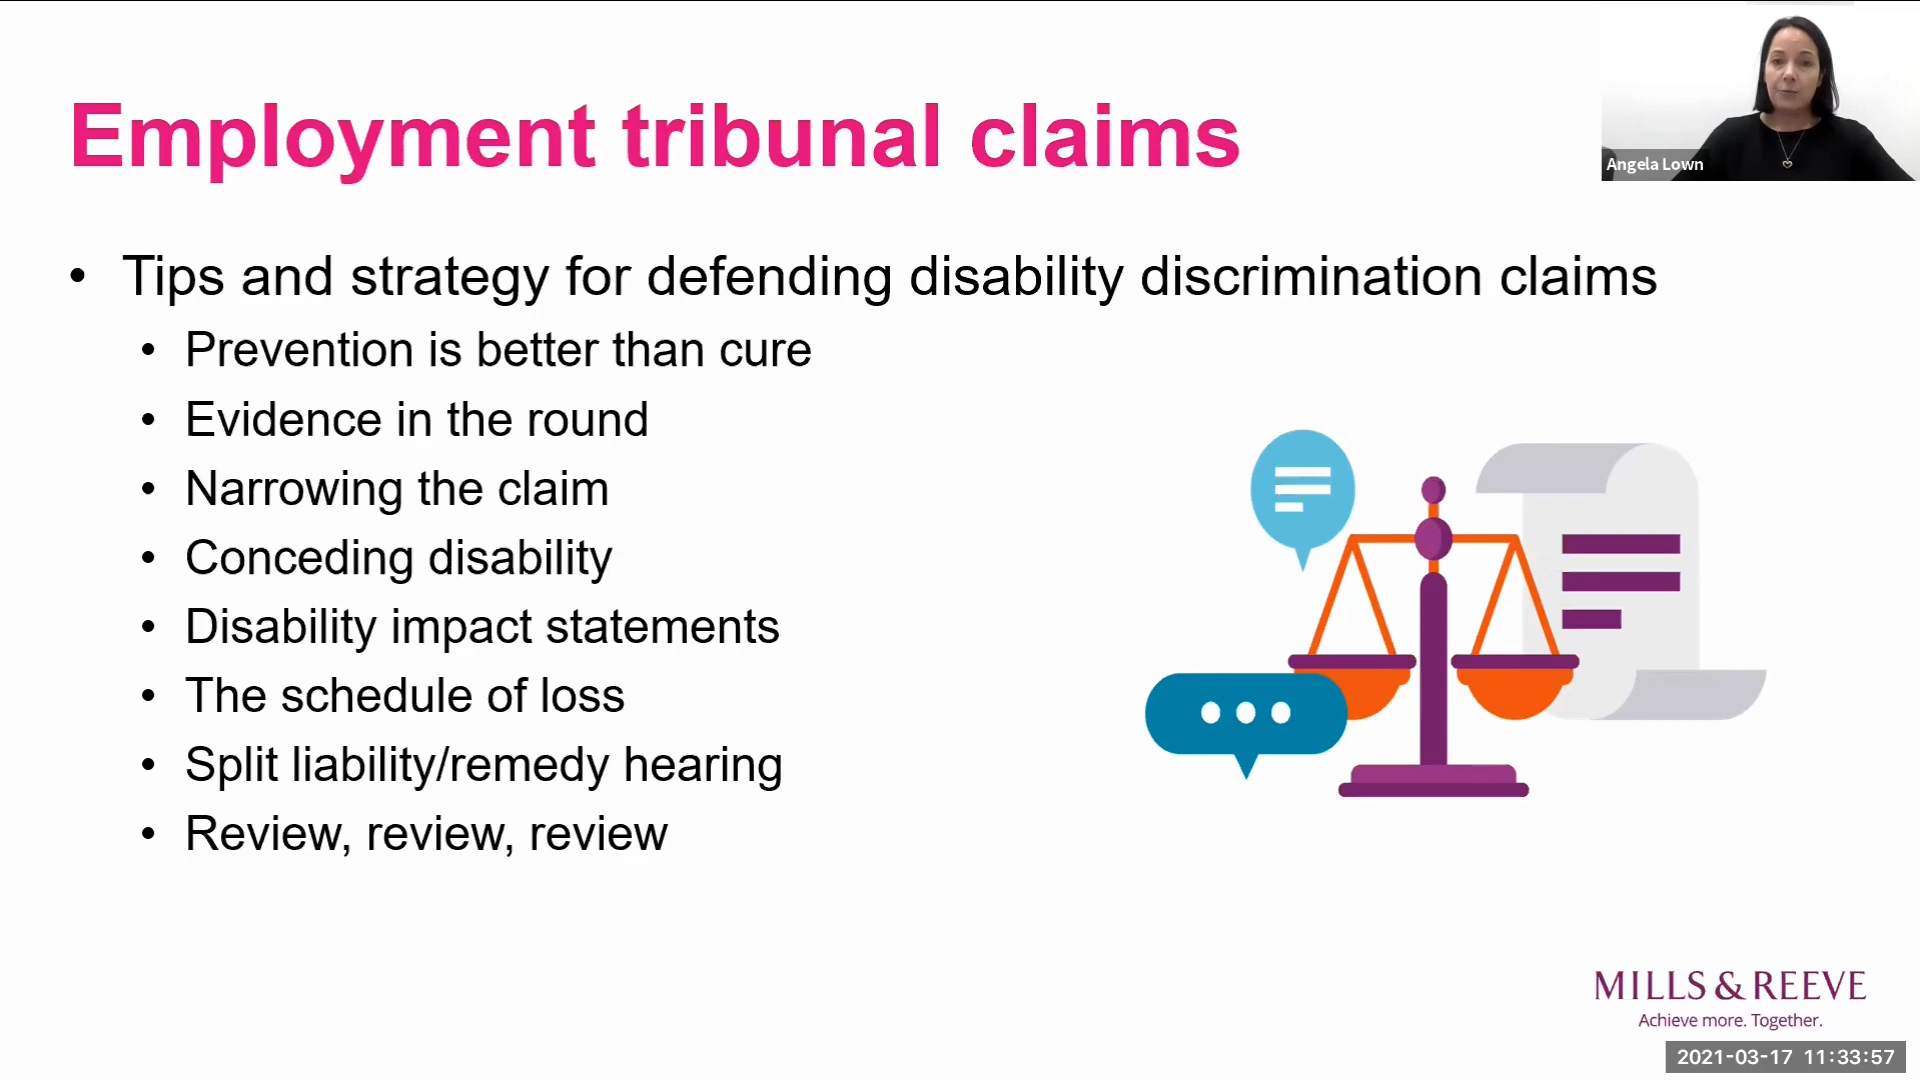 Employment tribunal claims
Angela Lown
• Tips and strategy for defending disability discrimination claims
• Prevention is better than cure
• Evidence in the round
• Narrowing the claim
• Conceding disability
• Disability impact statements
• The schedule of loss
• Split liability/remedy hearing
• Review, review, review
MILLS & REEVE
Achieve more. Together.
2021-03-17 11:33:57